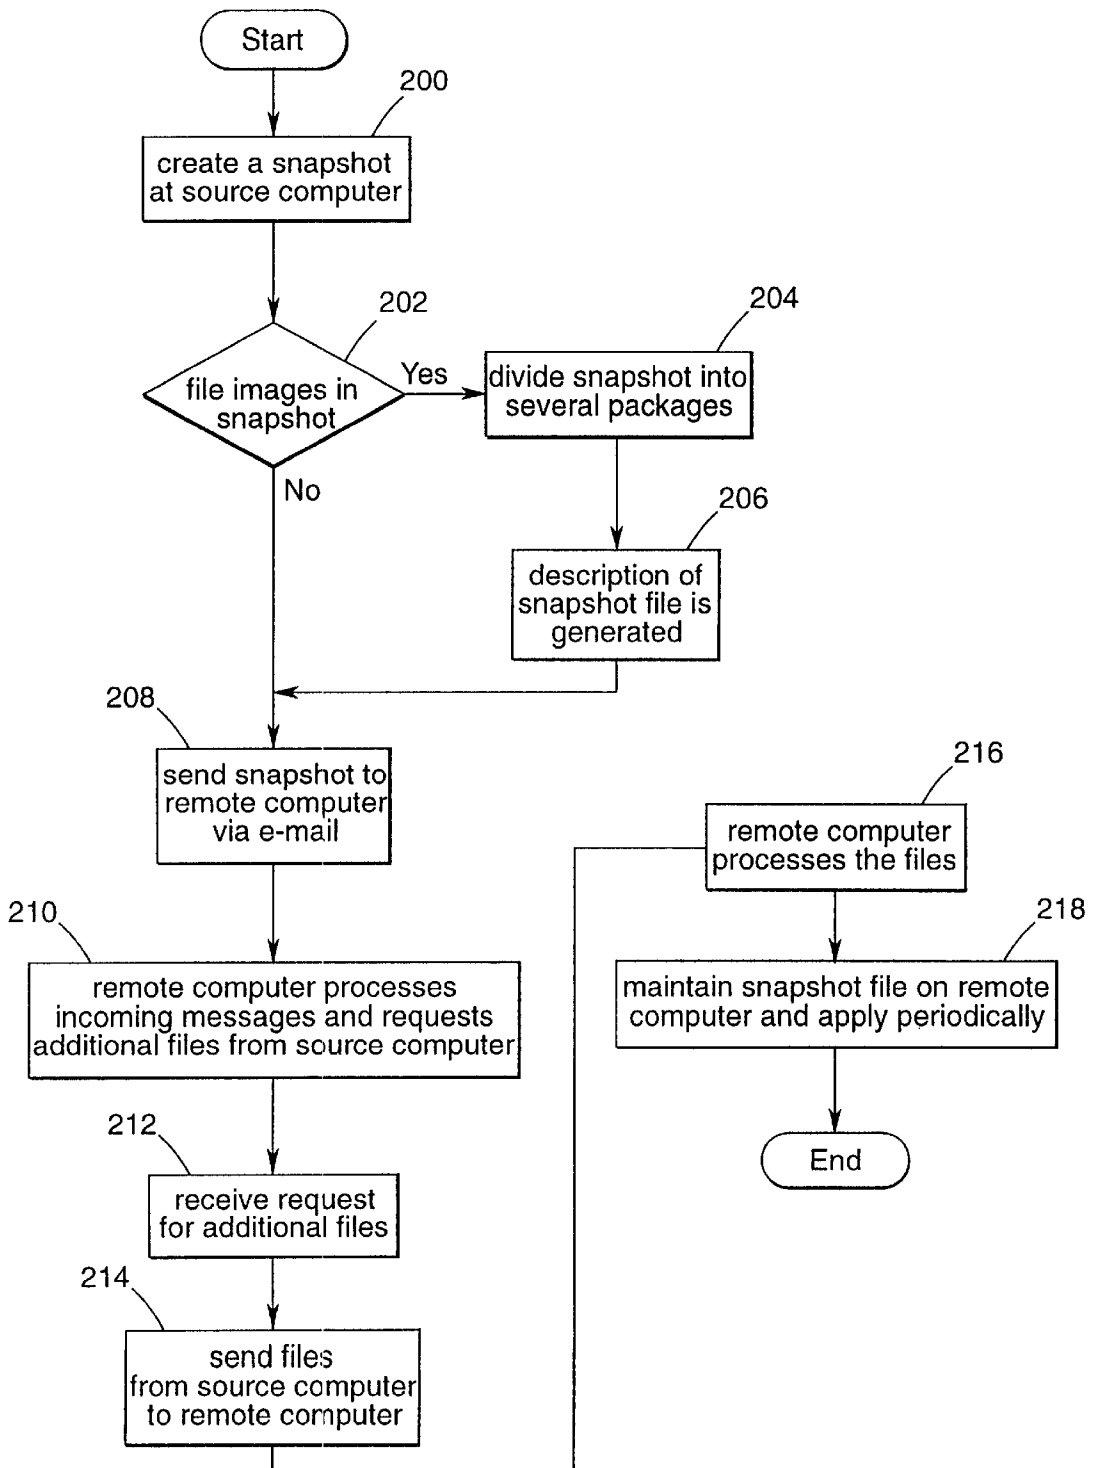 Start
200
create a snapshot
at source computer
202
file images in
snapshot
Yes
No
204
divide snapshot into
several packages
206
description of
snapshot file is
generated
208
send snapshot to
remote computer
via e-mail
210
remote computer processes
incoming messages and requests
additional files from source computer
212
receive request
for additional files
214
send files
from source computer
to remote computer
216
remote computer
processes the files
218
maintain snapshot file on remote
computer and apply periodically
End